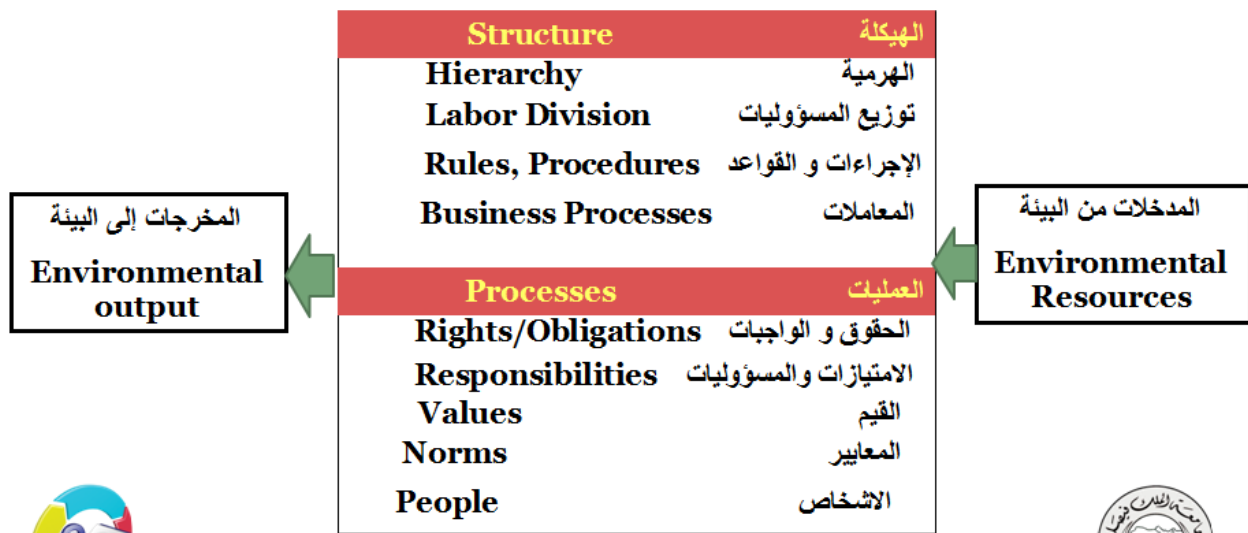 Structure الهيكلة
Hierarchy الهرمية
Labor Division توزيع المسؤوليات
Rules, Procedures الإجراءات و القواعد
Business Processes المعاملات
Processes العمليات
Rights/Obligations الحقوق و الواجبات
Responsibilities الامتيازات والمسؤوليات
Values القيم
Norms المعايير
People الاشخاص
المدخلات من البيئة
Environmental
Resources
المخرجات إلى البيئة
Environmental
output